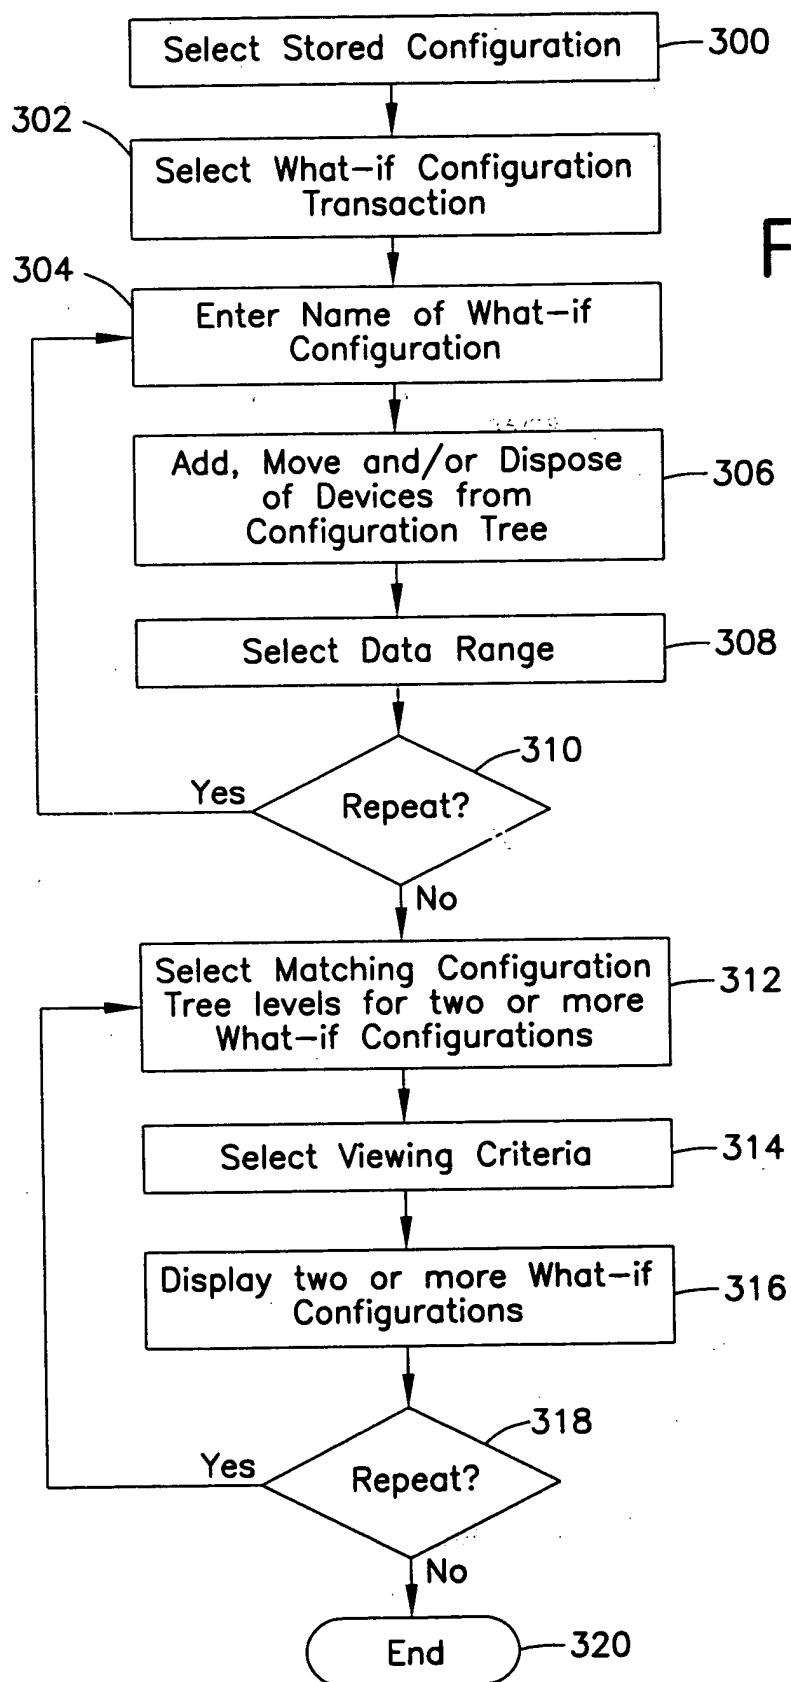 Select Stored Configuration
300
302
Select What-if Configuration
Transaction
F
304
Enter Name of What-if
Configuration
Add, Move and/or Dispose
of Devices from
Configuration Tree
306
Select Data Range
308
310
Yes
Repeat?
No
Select Matching Configuration
Tree levels for two or more
What-if Configurations
312
Select Viewing Criteria
314
Display two or more What-if
Configurations
316
318
Yes
Repeat?
No
End
320